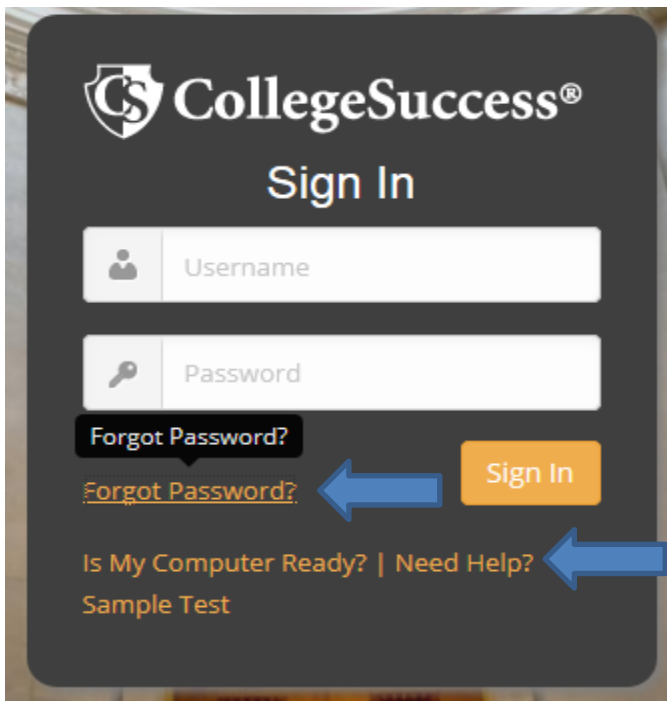 CS CollegeSuccess®
Sign In
Username
Password
Forgot Password?
Forgot Password?
Sign In
Is My Computer Ready? | Need Help?
Sample Test